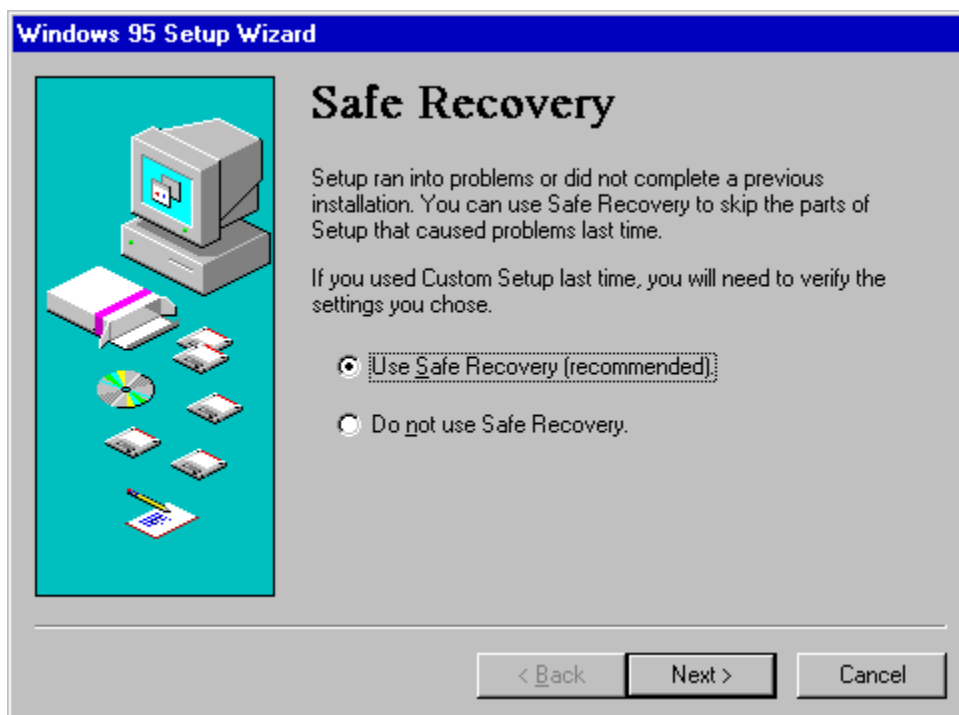 Windows 95 Setup Wizard
Safe Recovery
Setup ran into problems or did not complete a previous
installation. You can use Safe Recovery to skip the parts of
Setup that caused problems last time.
If you used Custom Setup last time, you will need to verify the
settings you chose.
Use Safe Recovery (recommended).
Do not use Safe Recovery.
< Back
Next >
Cancel